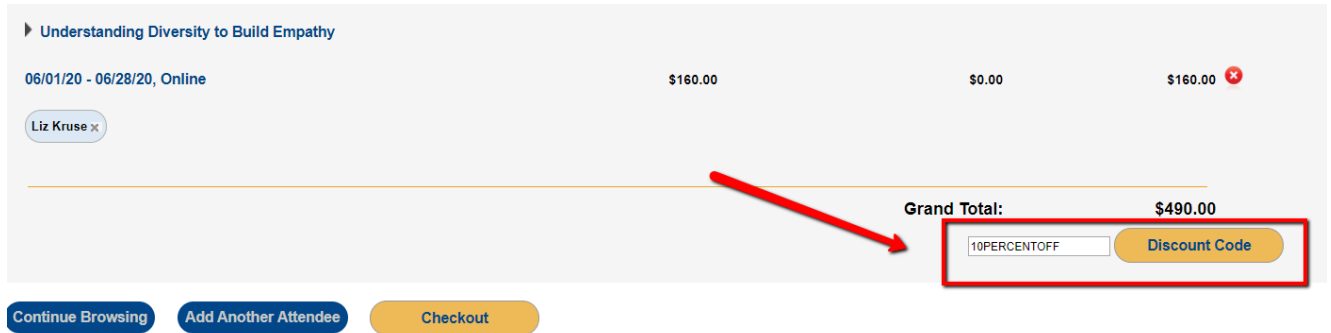 Understanding Diversity to Build Empathy
06/01/20 - 06/28/20, Online $160.00 $0.00 $160.00
Liz Kruse x
Grand Total: $490.00
10PERCENTOFF Discount Code
Continue Browsing Add Another Attendee Checkout